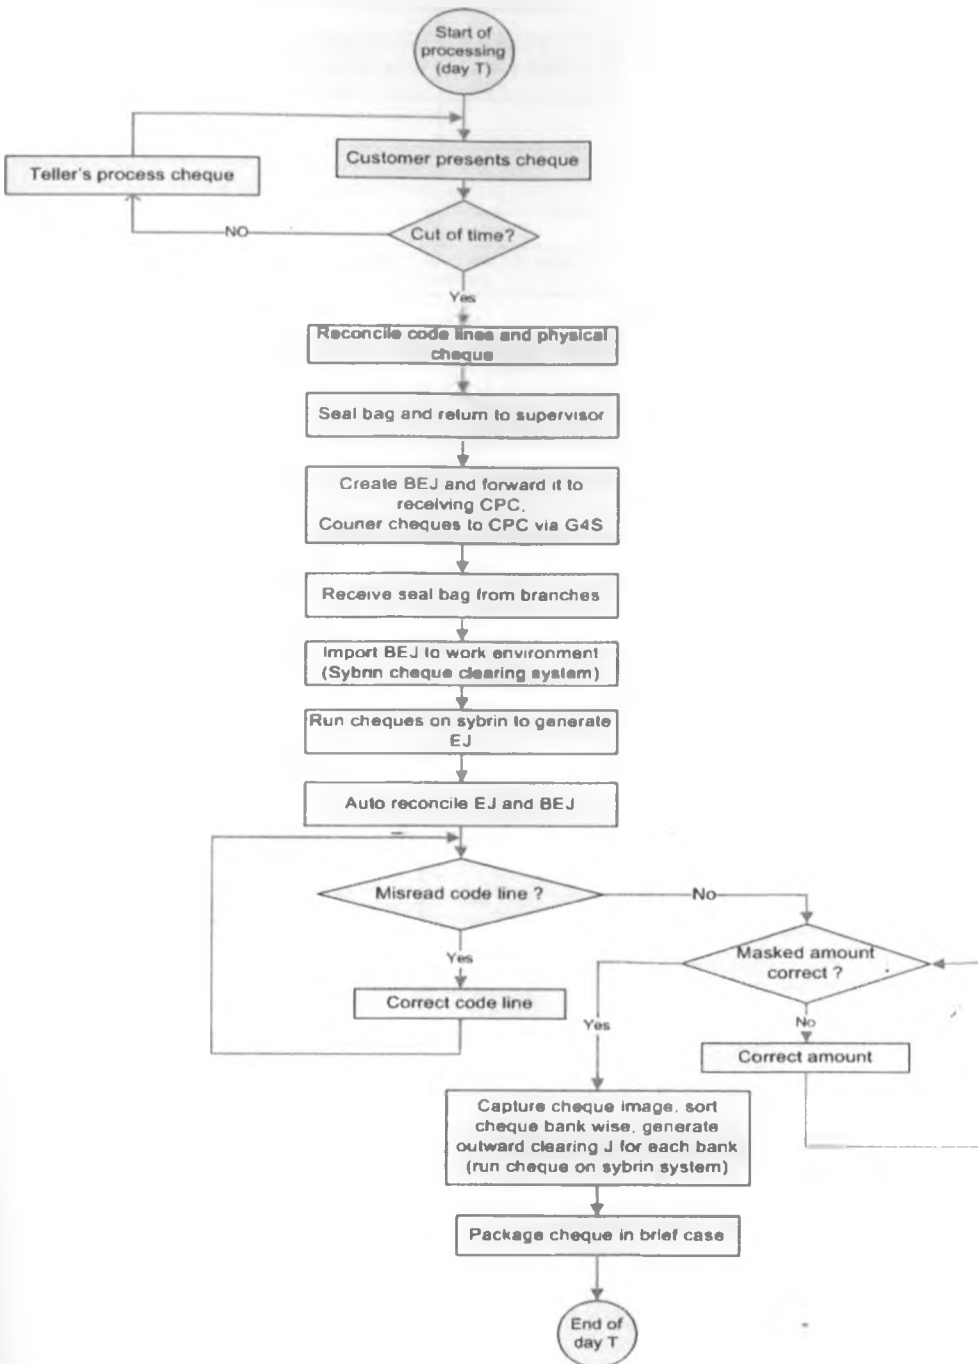 Start of
processing
(day T)
Customer presents cheque
Teller's process cheque
NO
Cut of time?
Yes
Reconcile code lines and physical
cheque
Seal bag and return to supervisor
Create BEJ and forward it to
receiving CPC.
Courier cheques to CPC via G4S
Receive seal bag from branches
Import BEJ to work environment
(Sybrin cheque clearing system)
Run cheques on sybrin to generate
EJ
Auto reconcile EJ and BEJ
Misread code line ?
No
Masked amount
correct ?
Yes
Correct code line
Yes
No
Correct amount
Capture cheque image, sort
cheque bank wise, generate
outward clearing J for each bank
(run cheque on sybrin system)
Package cheque in brief case
End of
day T